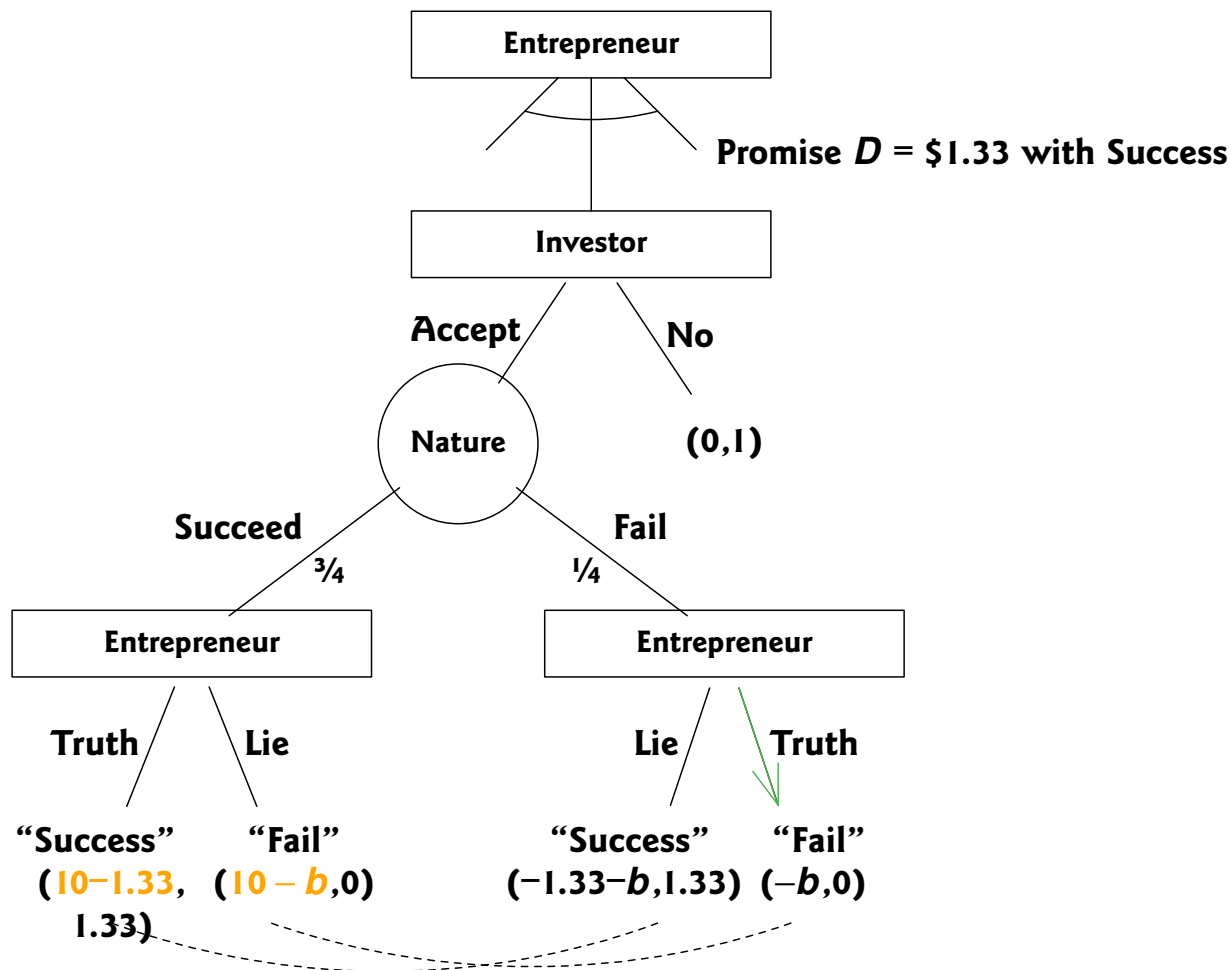 Entrepreneur
Promise D = $1.33 with Success
Investor
Accept
No
Nature
(0,1)
Succeed
Fail
¾
¼
Entrepreneur
Entrepreneur
Truth
Lie
Lie
Truth
“Success”
“Fail”
“Success”
“Fail”
(10–1.33,
1.33)
(10 – b,0)
(–1.33–b,1.33)
(–b,0)